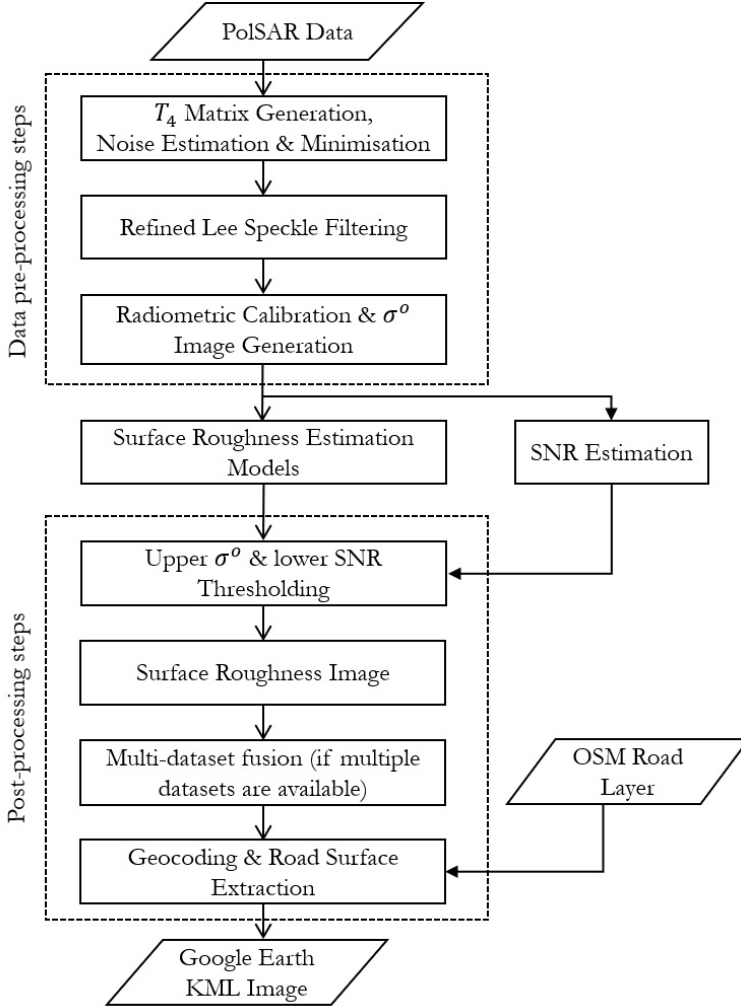 PolSAR Data
Data pre-processing steps
T₄ Matrix Generation,
Noise Estimation & Minimisation
Refined Lee Speckle Filtering
Radiometric Calibration & σᵒ
Image Generation
Surface Roughness Estimation
Models
SNR Estimation
Post-processing steps
Upper σᵒ & lower SNR
Thresholding
Surface Roughness Image
Multi-dataset fusion (if multiple
datasets are available)
OSM Road
Layer
Geocoding & Road Surface
Extraction
Google Earth
KML Image